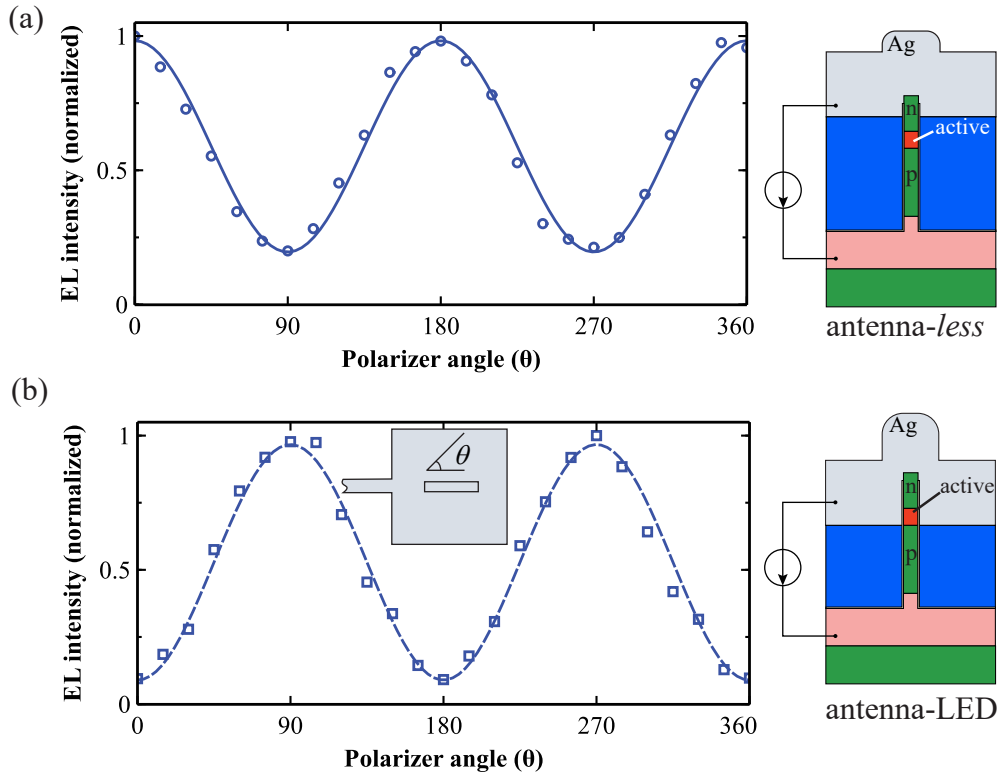 (a)
EL intensity (normalized)
1
0.5
0
0
90
180
270
360
Polarizer angle (θ)
Ag
n
active
p
antenna-less
(b)
EL intensity (normalized)
1
0.5
0
θ
0
90
180
270
360
Polarizer angle (θ)
Ag
n
active
p
antenna-LED